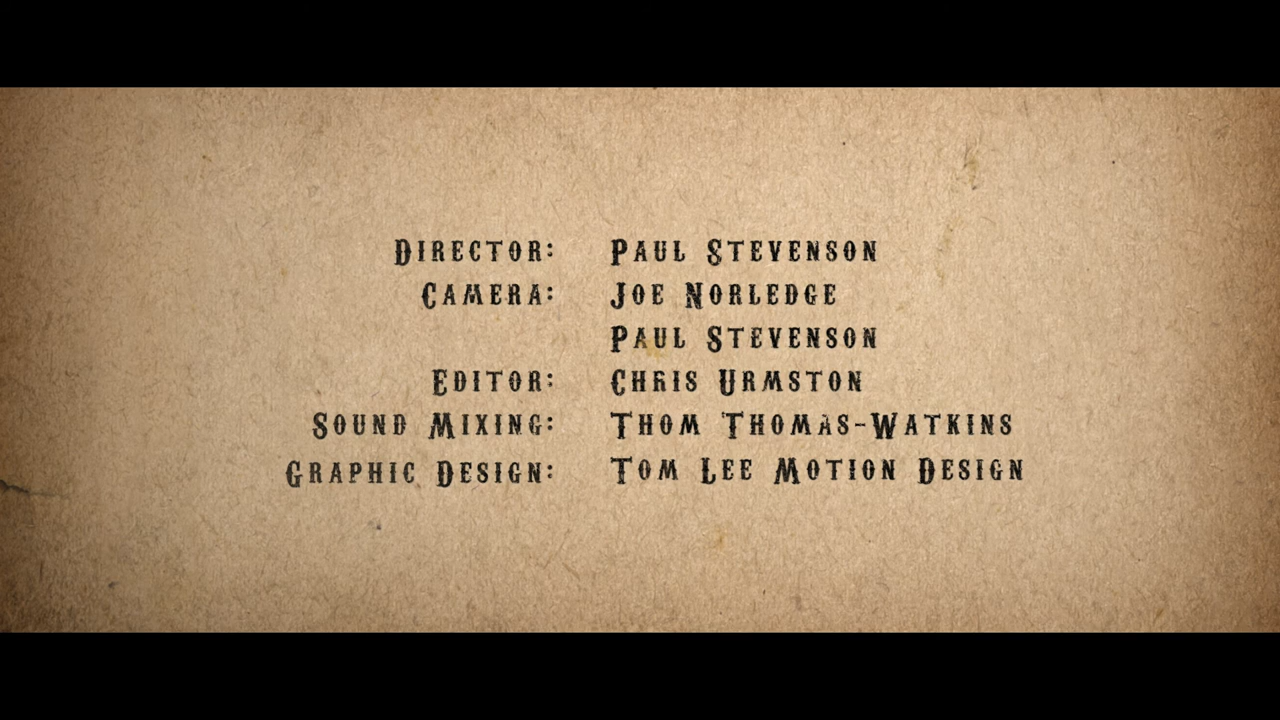 Director: Paul Stevenson
Camera: Joe Norledge
Paul Stevenson
Editor: Chris Urmston
Sound Mixing: Thom Thomas-Watkins
Graphic Design: Tom Lee Motion Design